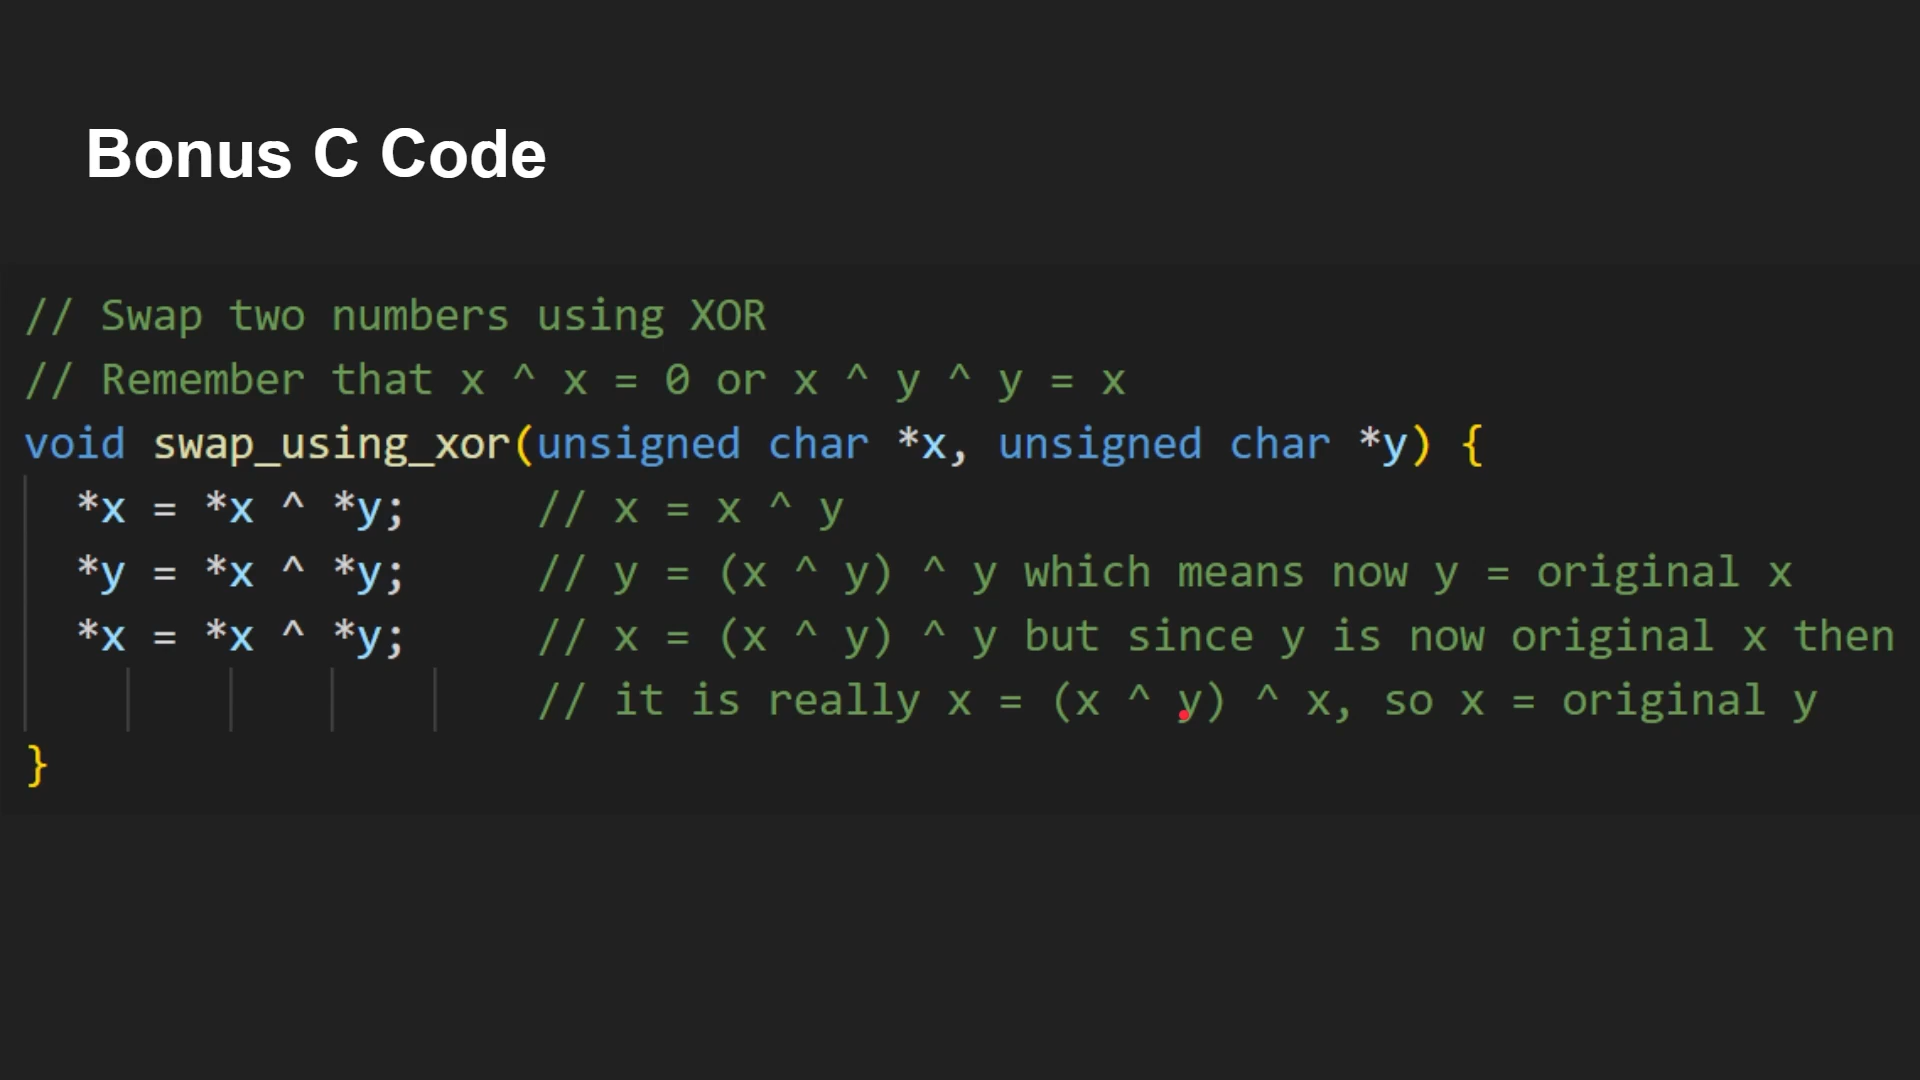 Bonus C Code
// Swap two numbers using XOR
// Remember that x ^ x = 0 or x ^ y ^ y = x
void swap_using_xor(unsigned char *x, unsigned char *y) {
*x = *x ^ *y; // x = x ^ y
*y = *x ^ *y; // y = (x ^ y) ^ y which means now y = original x
*x = *x ^ *y; // x = (x ^ y) ^ y but since y is now original x then
// it is really x = (x ^ y) ^ x, so x = original y
}